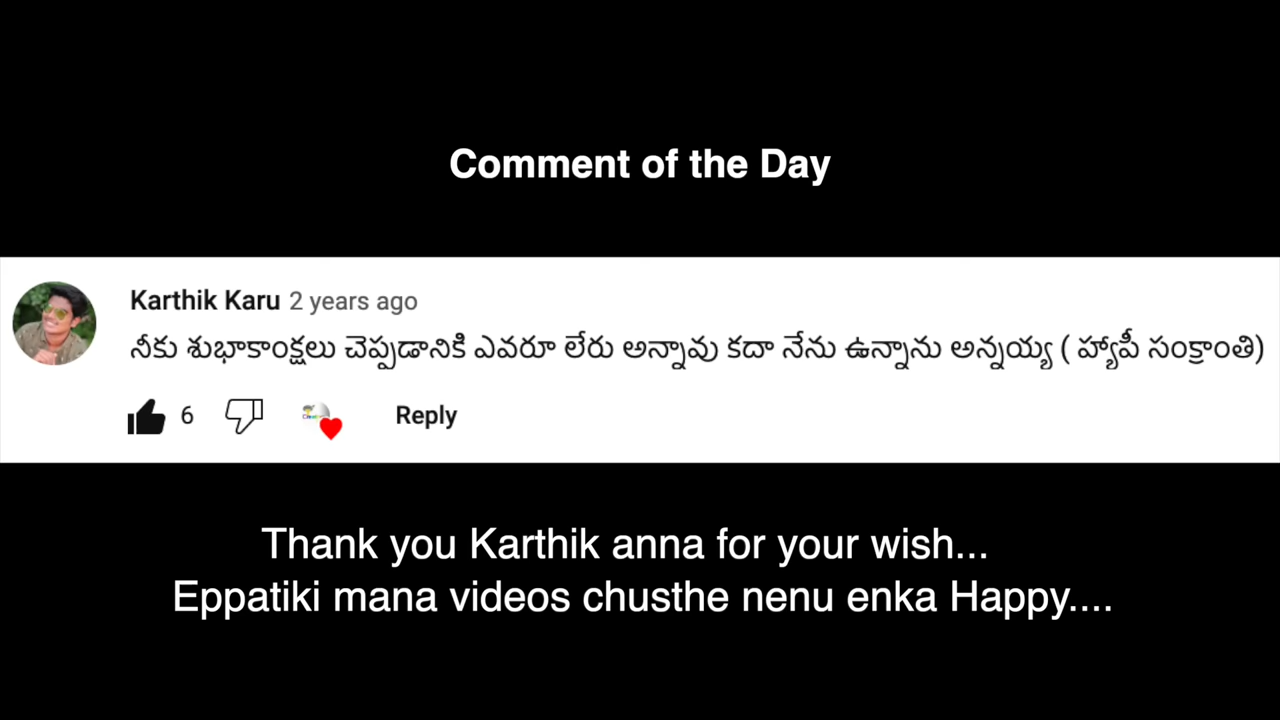 Comment of the Day
Karthik Karu 2 years ago
నీకు శుభాకాంక్షలు చెప్పడానికి ఎవరూ లేరు అన్నావు కదా నేను ఉన్నాను అన్నయ్య ( హ్యాపీ సంక్రాంతి)
6 Reply
Thank you Karthik anna for your wish...
Eppatiki mana videos chusthe nenu enka Happy....